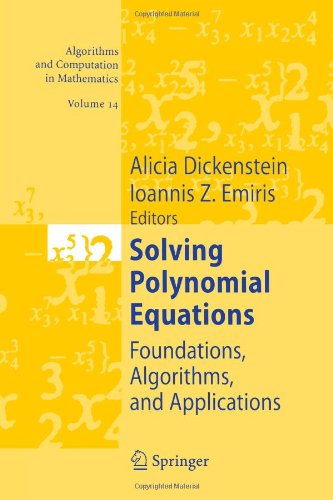 Algorithms
and Computation
in Mathematics
Volume 14
Alicia Dickenstein
Ioannis Z. Emiris
Editors
Solving
Polynomial
Equations
Foundations,
Algorithms,
and Applications
Springer